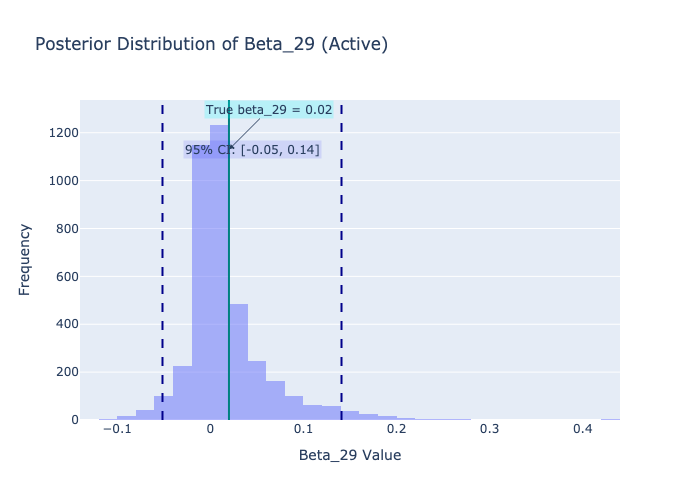 Posterior Distribution of Beta_29 (Active)
True beta_29 = 0.02
95% CI: [-0.05, 0.14]
1200
1000
800
600
400
200
0
Frequency
−0.1
0
0.1
0.2
0.3
0.4
Beta_29 Value